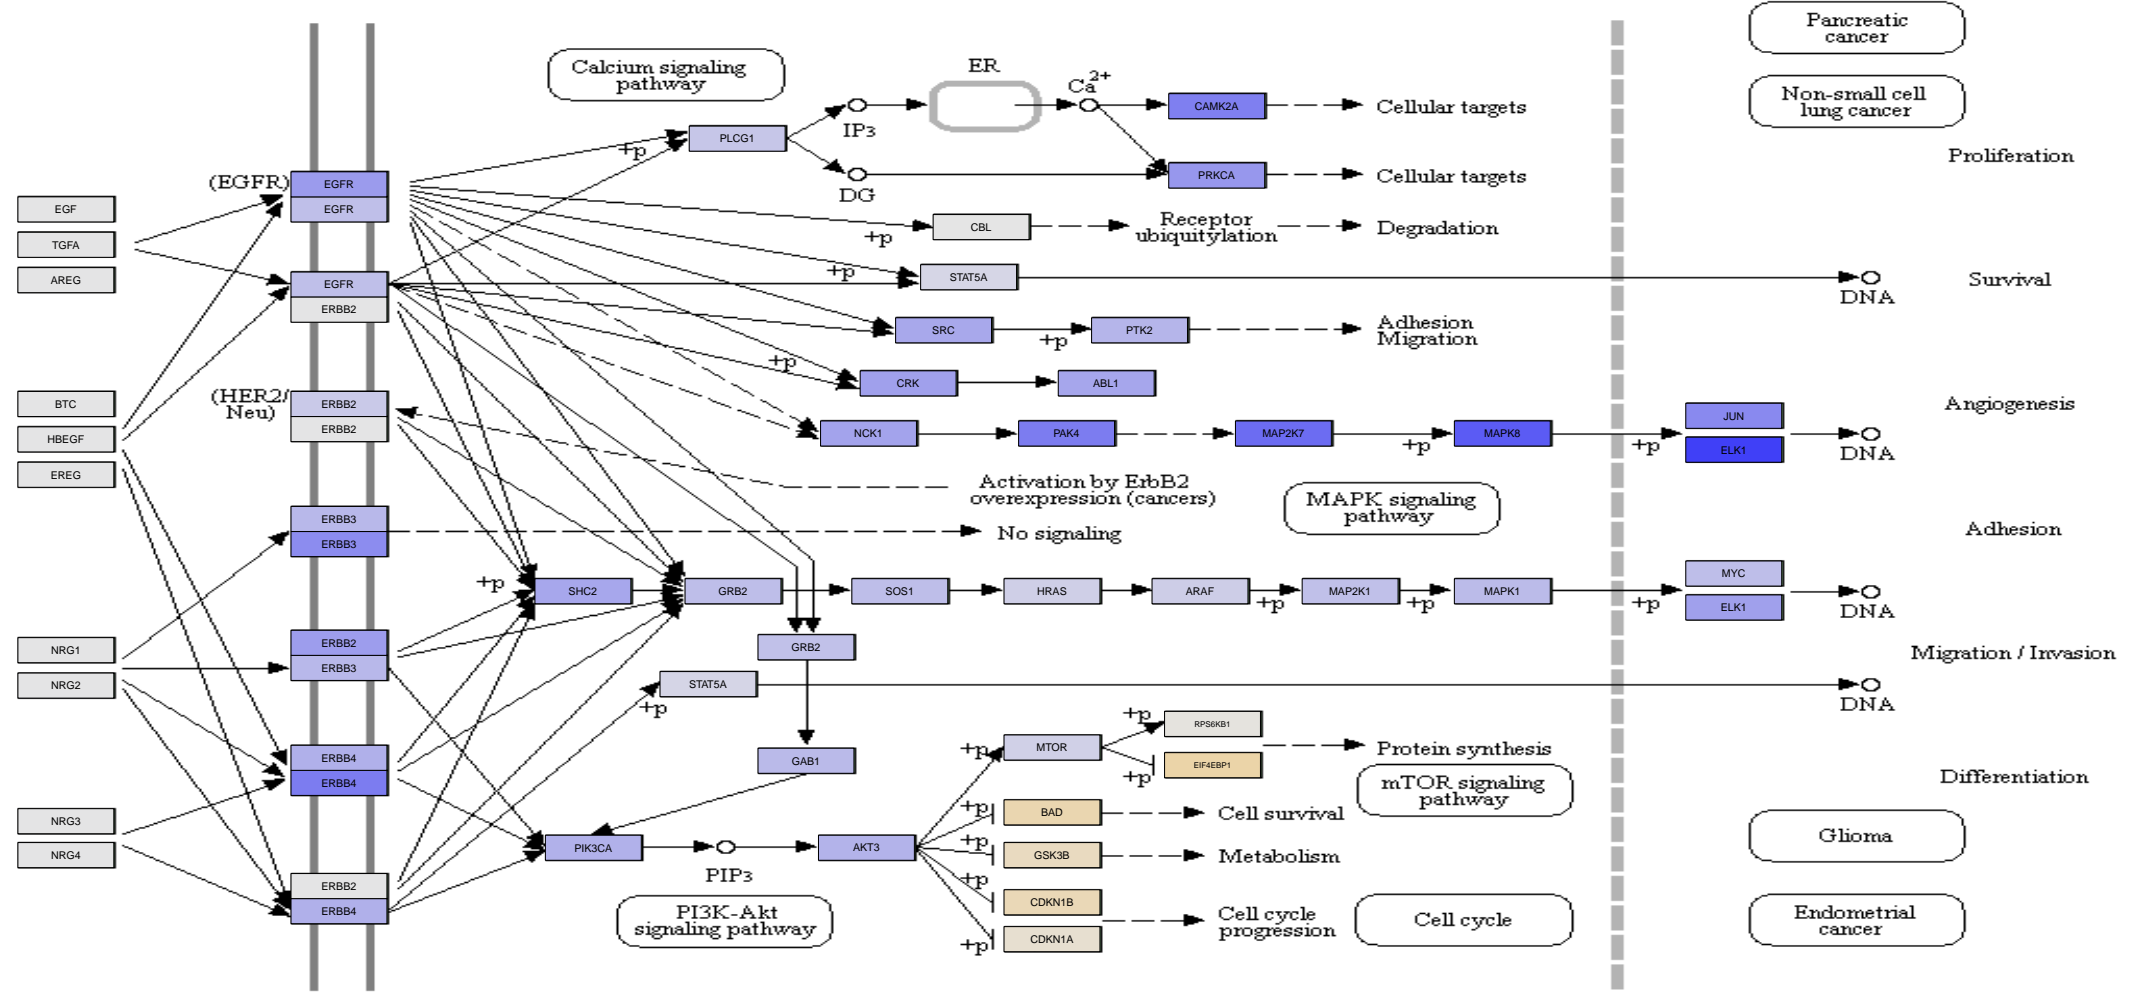 Pancreatic
cancer
Calcium signaling
pathway
ER
Ca2+
Non-small cell
lung cancer
CAMK2A
Cellular targets
IP3
PLCG1
+p
Proliferation
(EGFR)
EGFR
EGFR
DG
PRKCA
Cellular targets
EGF
TGFA
AREG
+p
CBL
Receptor
ubiquitylation
Degradation
EGFR
ERBB2
+p
STAT5A
DNA
Survival
SRC
+p
PTK2
Adhesion
Migration
+p
CRK
ABL1
BTC
HBEGF
EREG
(HER2/
Neu)
ERBB2
ERBB2
NCK1
PAK4
MAP2K7
+p
MAPK8
+p
JUN
ELK1
DNA
Angiogenesis
Activation by ErbB2
overexpression (cancers)
MAPK signaling
pathway
ERBB3
ERBB3
No signaling
Adhesion
+p
SHC2
GRB2
SOS1
HRAS
ARAF
+p
MAP2K1
+p
MAPK1
+p
MYC
ELK1
DNA
NRG1
NRG2
ERBB2
ERBB3
GRB2
Migration / Invasion
STAT5A
+p
DNA
ERBB4
ERBB4
GAB1
+p
MTOR
+p
RPS6KB1
+p
EIF4EBP1
Protein synthesis
mTOR signaling
pathway
Differentiation
NRG3
NRG4
+p
BAD
Cell survival
PIK3CA
PIP3
AKT3
+p
GSK3B
Metabolism
Glioma
ERBB2
ERBB4
PI3K-Akt
signaling pathway
+p
CDKN1B
+p
CDKN1A
Cell cycle
progression
Cell cycle
Endometrial
cancer